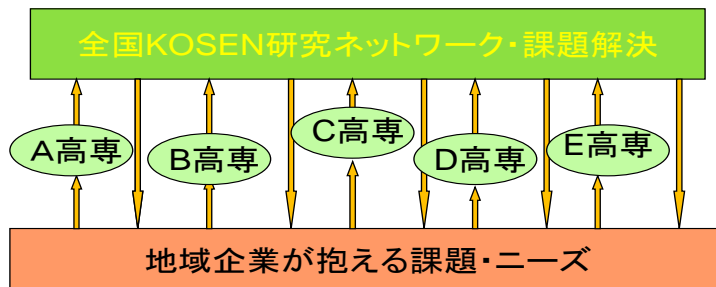 全国KOSEN研究ネットワーク・課題解決
A高専
B高専
C高専
D高専
E高専
地域企業が抱える課題・ニーズ